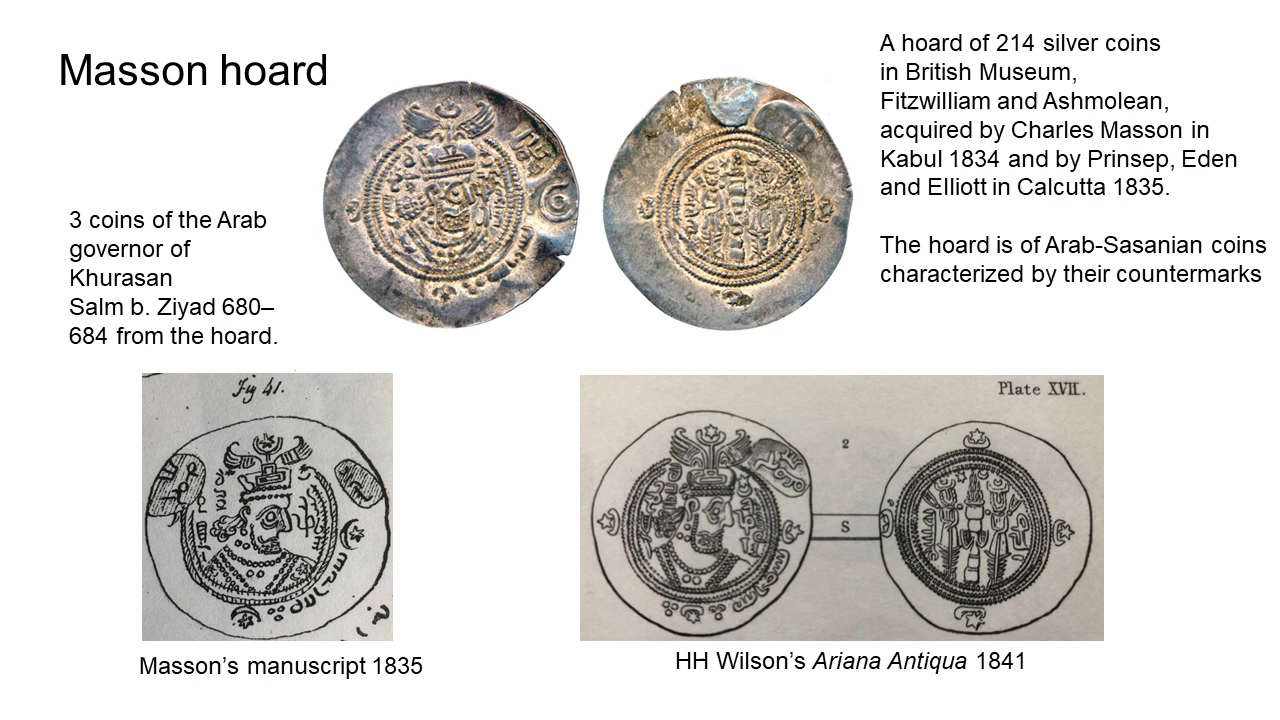 Masson hoard
A hoard of 214 silver coins
in British Museum,
Fitzwilliam and Ashmolean,
acquired by Charles Masson in
Kabul 1834 and by Prinsep, Eden
and Elliott in Calcutta 1835.
The hoard is of Arab-Sasanian coins
characterized by their countermarks
3 coins of the Arab
governor of
Khurasan
Salm b. Ziyad 680–
684 from the hoard.
Fig 41.
Plate XVII.
2
S
Masson’s manuscript 1835
HH Wilson’s Ariana Antiqua 1841